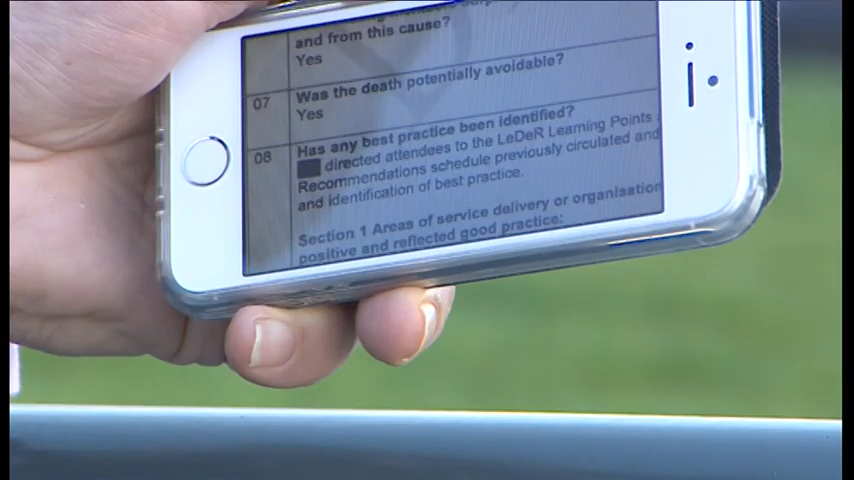 and from this cause?
Yes
07 Was the death potentially avoidable?
Yes
08 Has any best practice been identified?
directed attendees to the LeDeR Learning Points
Recommendations schedule previously circulated and
and identification of best practice.
Section 1 Areas of service delivery or organisation
positive and reflected good practice: